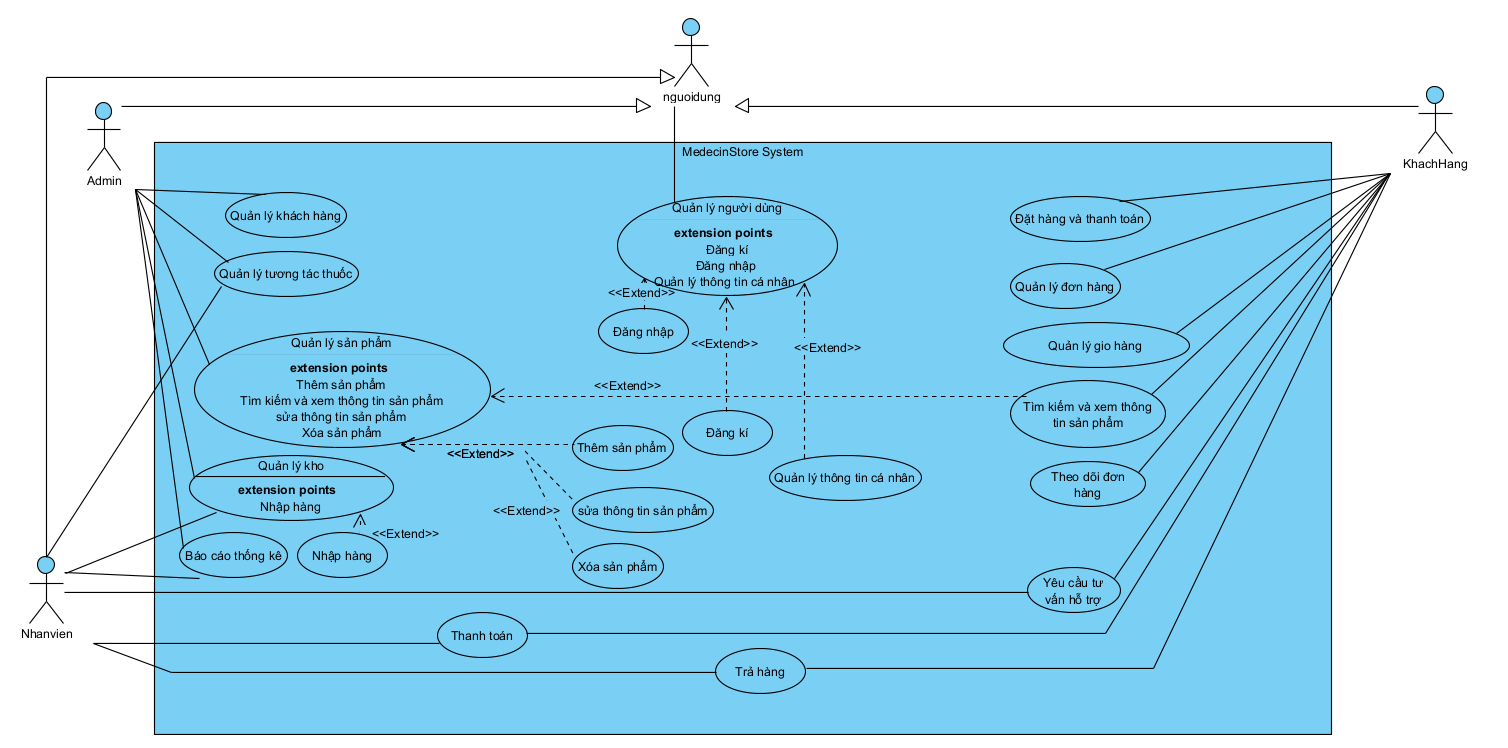 nguoidung
Admin
KhachHang
MedecinStore System
Quản lý khách hàng
Quản lý người dùng
extension points
Đăng kí
Đăng nhập
Quản lý thông tin cá nhân
Đặt hàng và thanh toán
Quản lý tương tác thuốc
Quản lý đơn hàng
<<Extend>>
Đăng nhập
<<Extend>>
<<Extend>>
Quản lý gio hàng
Quản lý sản phẩm
extension points
Thêm sản phẩm
Tìm kiếm và xem thông tin sản phẩm
sửa thông tin sản phẩm
Xóa sản phẩm
<<Extend>>
Tìm kiếm và xem thông
tin sản phẩm
Đăng kí
Thêm sản phẩm
<<Extend>>
Quản lý kho
extension points
Nhập hàng
Quản lý thông tin cá nhân
Theo dõi đơn
hàng
<<Extend>>
sửa thông tin sản phẩm
<<Extend>>
Báo cáo thống kê
Nhập hàng
Xóa sản phẩm
Yêu cầu tư
vấn hỗ trợ
Nhanvien
Thanh toán
Trả hàng